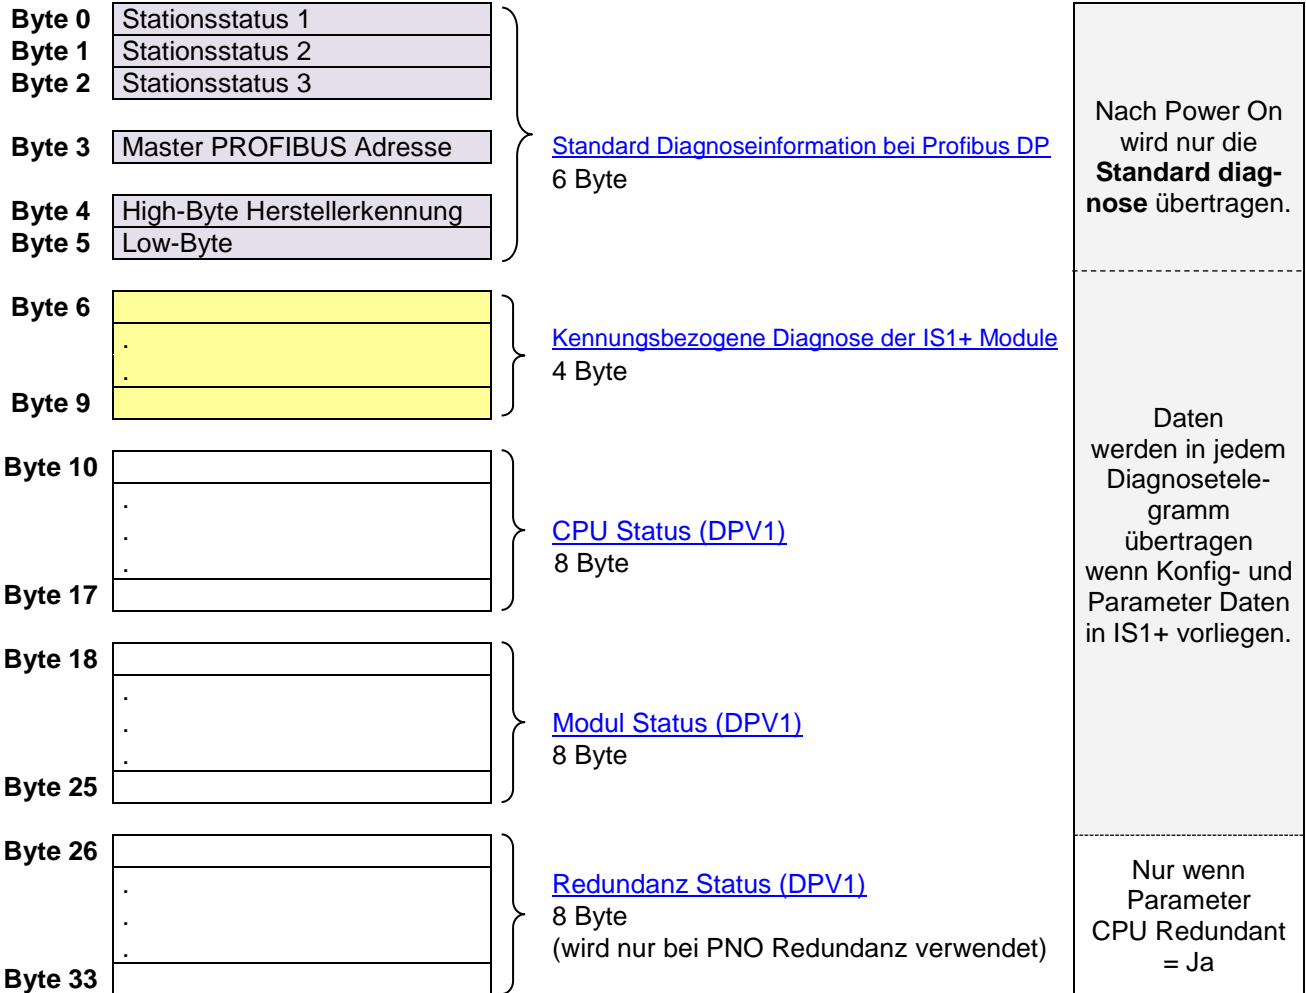 Byte 0 Stationsstatus 1
Byte 1 Stationsstatus 2
Byte 2 Stationsstatus 3
Byte 3 Master PROFIBUS Adresse
Byte 4 High-Byte Herstellerkennung
Byte 5 Low-Byte
Standard Diagnoseinformation bei Profibus DP
6 Byte
Nach Power On
wird nur die
Standard diag-
nose übertragen.
Byte 6
.
.
Byte 9
Kennungsbezogene Diagnose der IS1+ Module
4 Byte
Byte 10
.
.
.
Byte 17
CPU Status (DPV1)
8 Byte
Byte 18
.
.
.
Byte 25
Modul Status (DPV1)
8 Byte
Daten
werden in jedem
Diagnosetele-
gramm
übertragen
wenn Konfig- und
Parameter Daten
in IS1+ vorliegen.
Byte 26
.
.
.
Byte 33
Redundanz Status (DPV1)
8 Byte
(wird nur bei PNO Redundanz verwendet)
Nur wenn
Parameter
CPU Redundant
= Ja